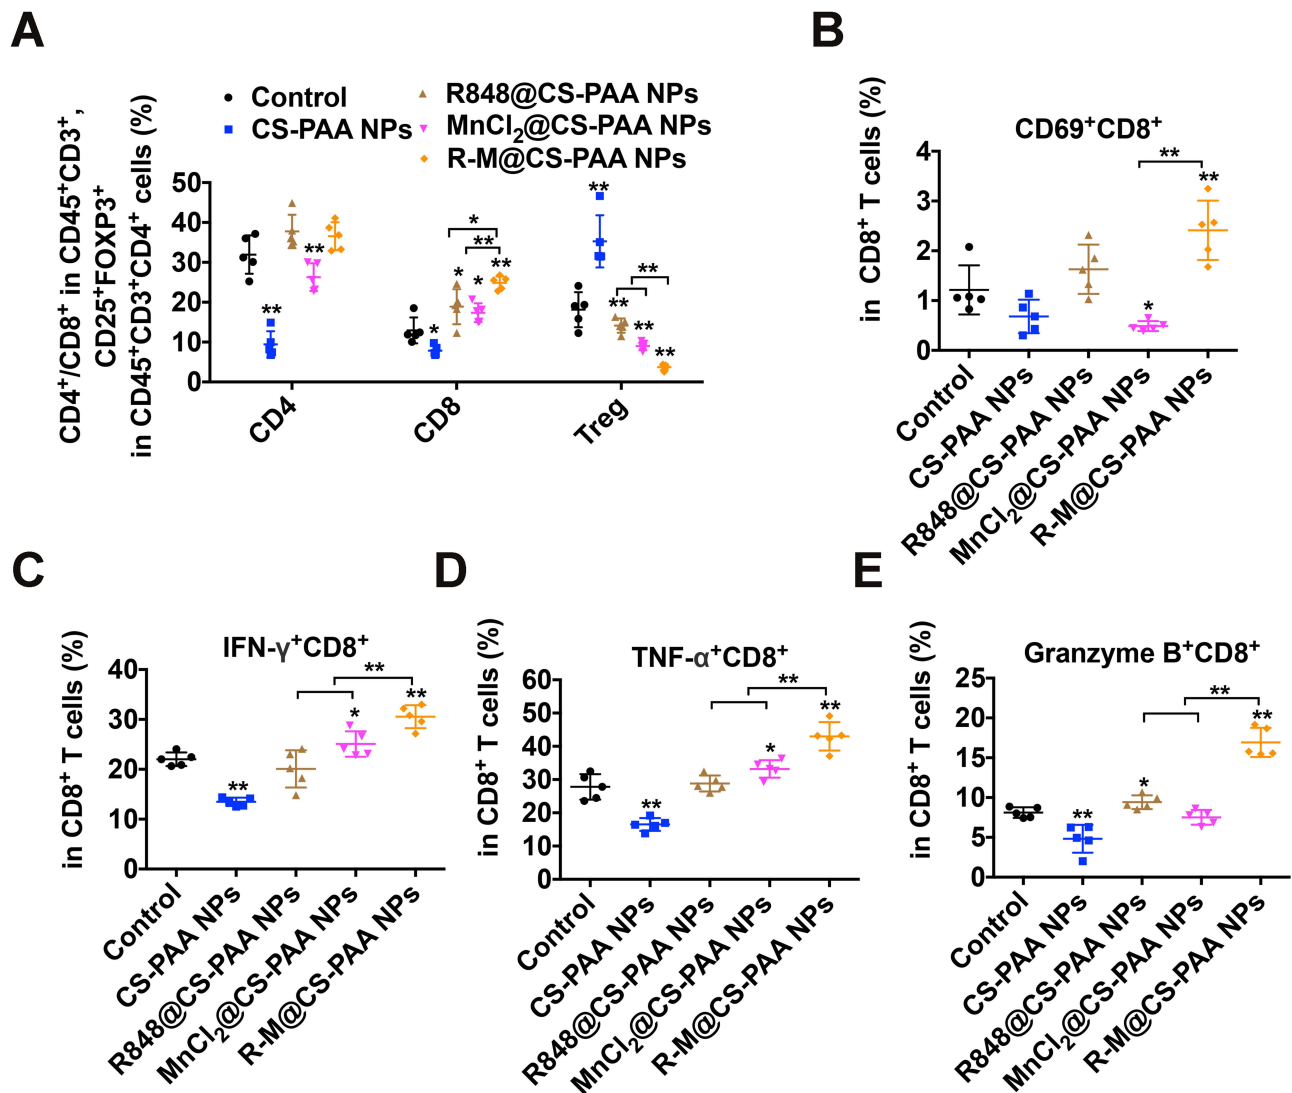 A
CD4⁺/CD8⁺ in CD45⁺CD3⁺,
CD25⁺FOXP3⁺
in CD45⁺CD3⁺CD4⁺ cells (%)
Control
CS-PAA NPs
R848@CS-PAA NPs
MnCl₂@CS-PAA NPs
R-M@CS-PAA NPs
50
40
30
20
10
0
**
**
*
*
*
**
*
**
**
**
**
**
**
CD4
CD8
Treg
B
CD69⁺CD8⁺
in CD8⁺ T cells (%)
4
3
2
1
0
**
**
*
Control
CS-PAA NPs
R848@CS-PAA NPs
MnCl₂@CS-PAA NPs
R-M@CS-PAA NPs
C
IFN-γ⁺CD8⁺
in CD8⁺ T cells (%)
40
30
20
10
0
**
**
*
**
Control
CS-PAA NPs
R848@CS-PAA NPs
MnCl₂@CS-PAA NPs
R-M@CS-PAA NPs
D
TNF-α⁺CD8⁺
in CD8⁺ T cells (%)
60
50
40
30
20
10
0
**
**
*
**
Control
CS-PAA NPs
R848@CS-PAA NPs
MnCl₂@CS-PAA NPs
R-M@CS-PAA NPs
E
Granzyme B⁺CD8⁺
in CD8⁺ T cells (%)
25
20
15
10
5
0
**
**
*
**
Control
CS-PAA NPs
R848@CS-PAA NPs
MnCl₂@CS-PAA NPs
R-M@CS-PAA NPs